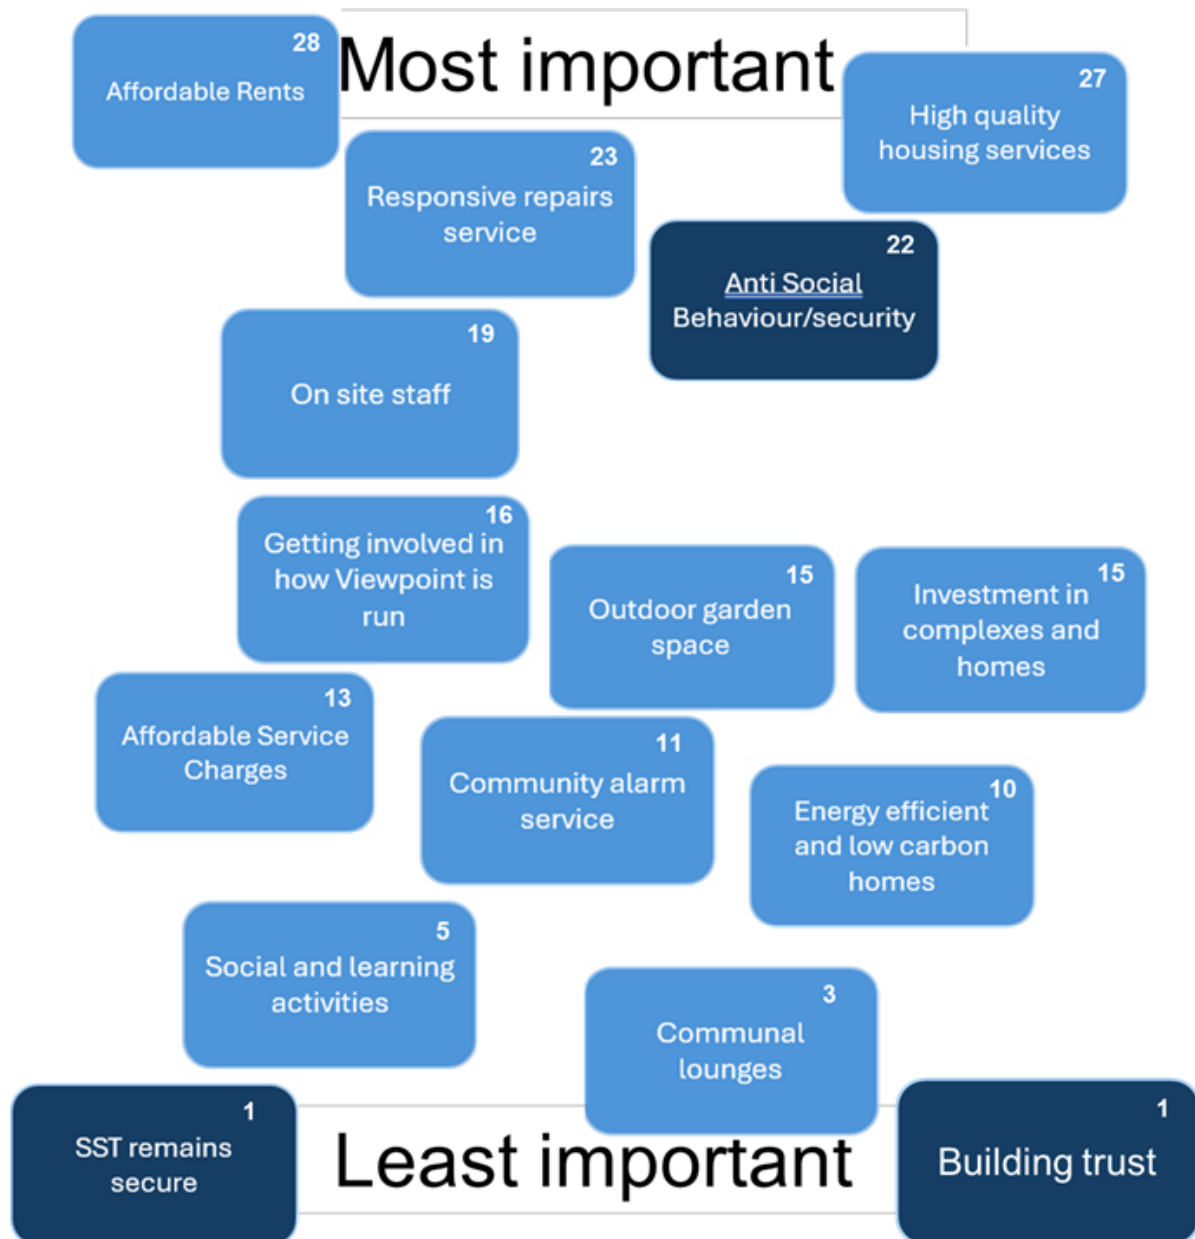 28
Affordable Rents
Most important
27
High quality
housing services
23
Responsive repairs
service
22
Anti Social
Behaviour/security
19
On site staff
16
Getting involved in
how Viewpoint is
run
15
Outdoor garden
space
15
Investment in
complexes and
homes
13
Affordable Service
Charges
11
Community alarm
service
10
Energy efficient
and low carbon
homes
5
Social and learning
activities
3
Communal
lounges
1
SST remains
secure
Least important
1
Building trust